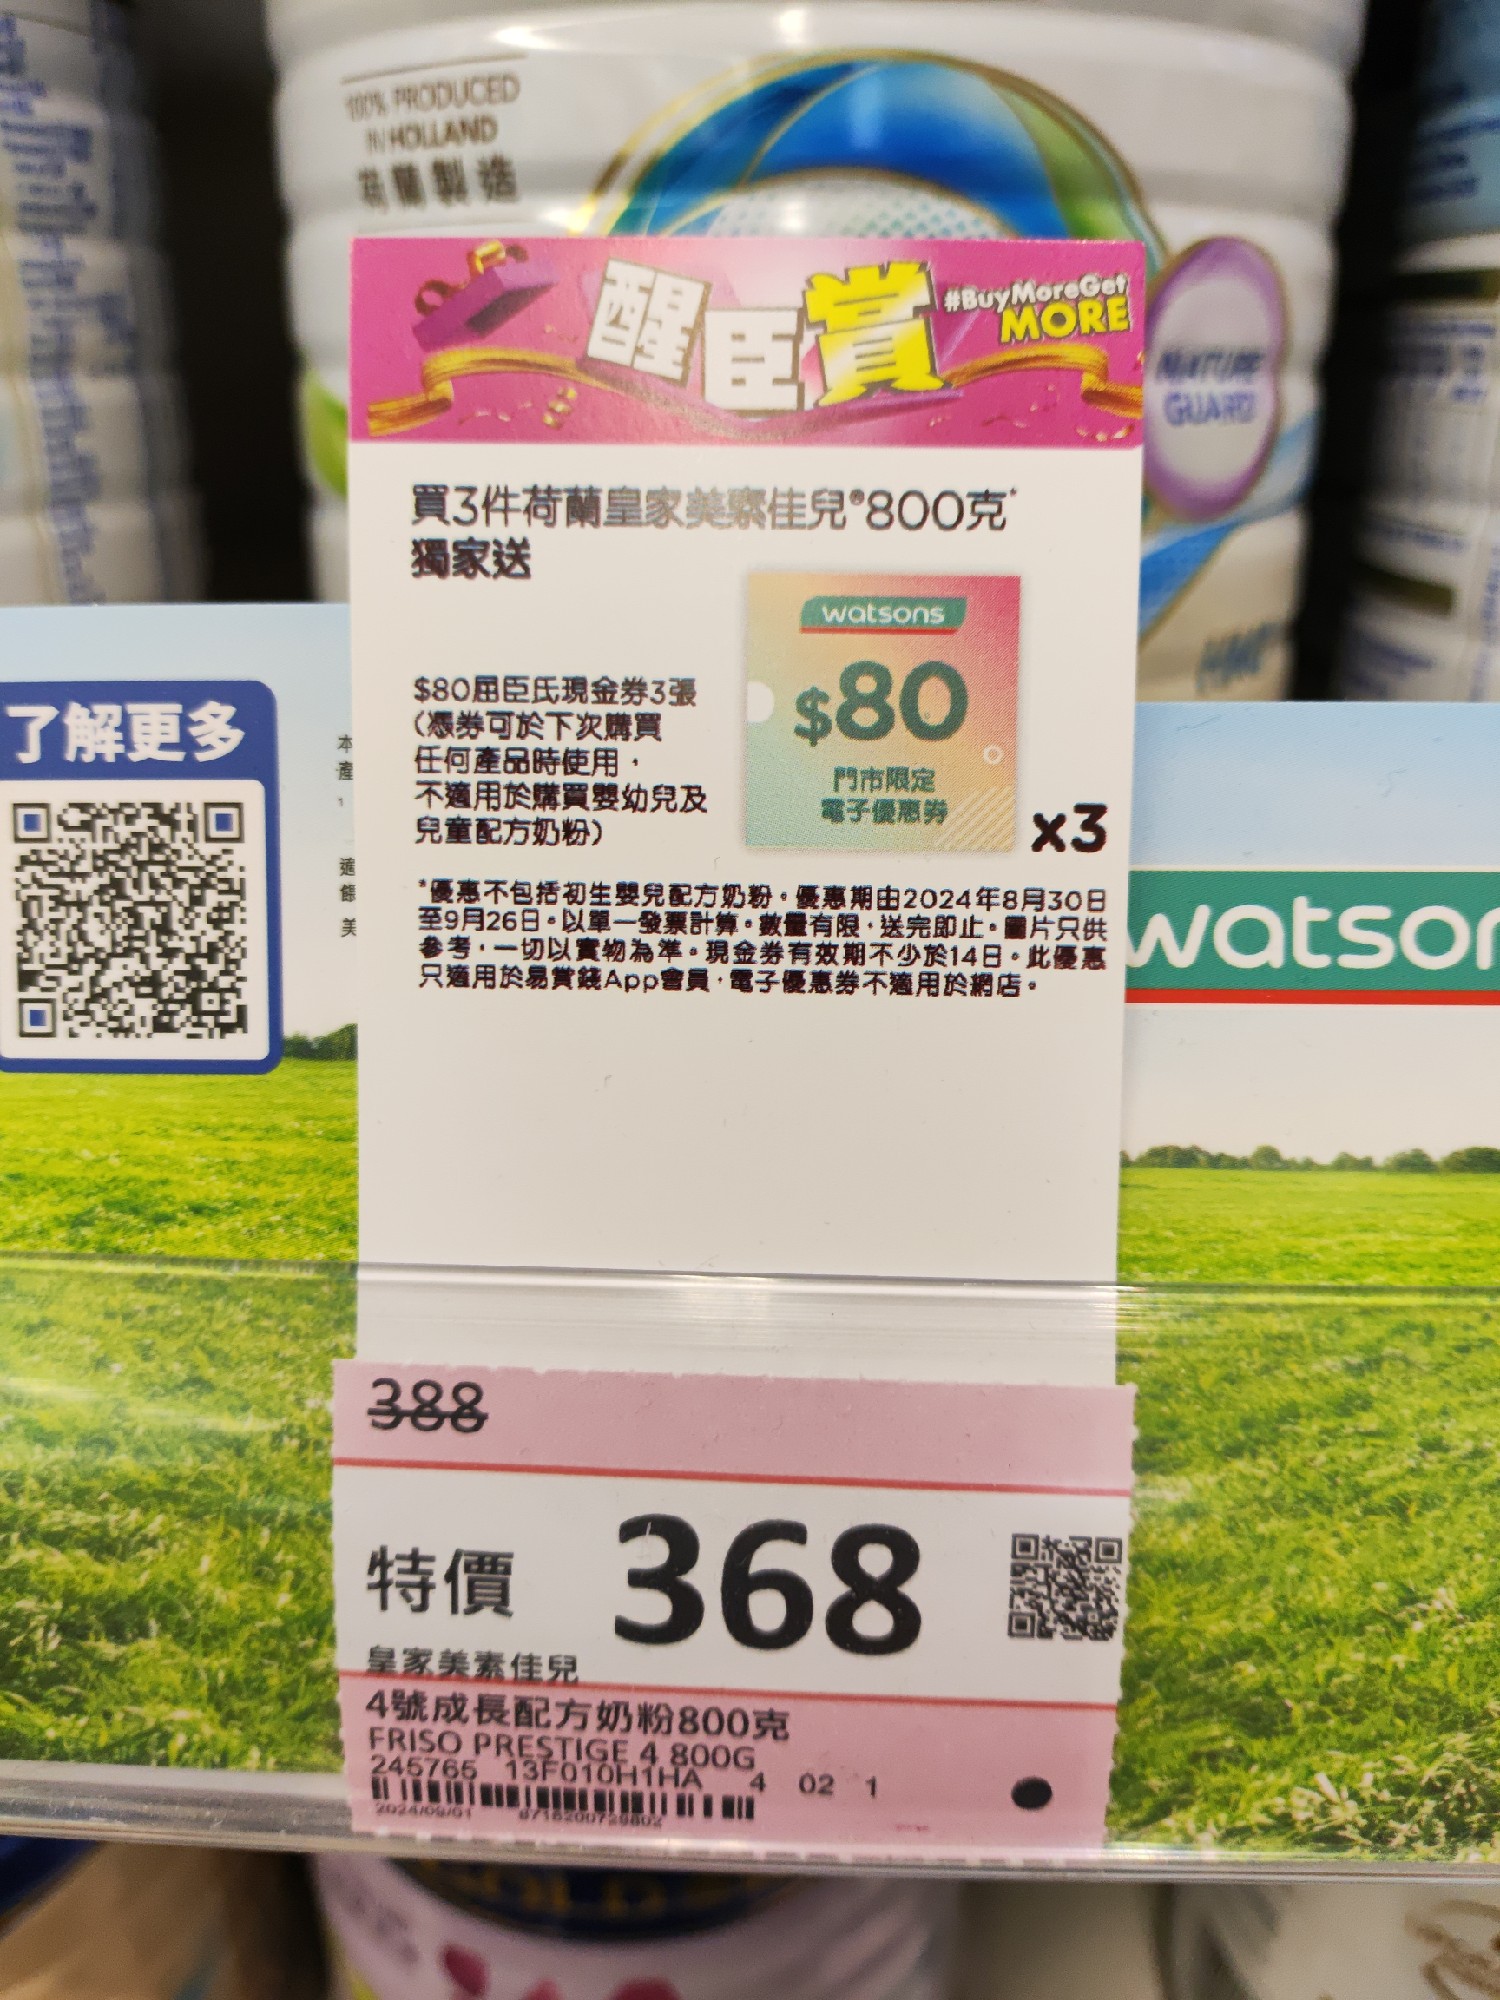 100% PRODUCED
IN HOLLAND
荷蘭製造
醒臣賞
#BuyMoreGet
MORE
NUTRI
GUARD
買3件荷蘭皇家美素佳兒®800克*
獨家送
watsons
$80
門市限定
電子優惠券
x3
$80屈臣氏現金券3張
(憑券可於下次購買
任何產品時使用，
不適用於購買嬰幼兒及
兒童配方奶粉)
*優惠不包括初生嬰兒配方奶粉。優惠期由2024年8月30日
至9月26日。以單一發票計算。數量有限，送完即止。圖片只供
參考，一切以實物為準。現金券有效期不少於14日。此優惠
只適用於易賞錢App會員，電子優惠券不適用於網店。
了解更多
watson
388
特價
368
皇家美素佳兒
4號成長配方奶粉800克
FRISO PRESTIGE 4 800G
245765 13F010H1HA 4 02 1
2024/09/01 8716200729802